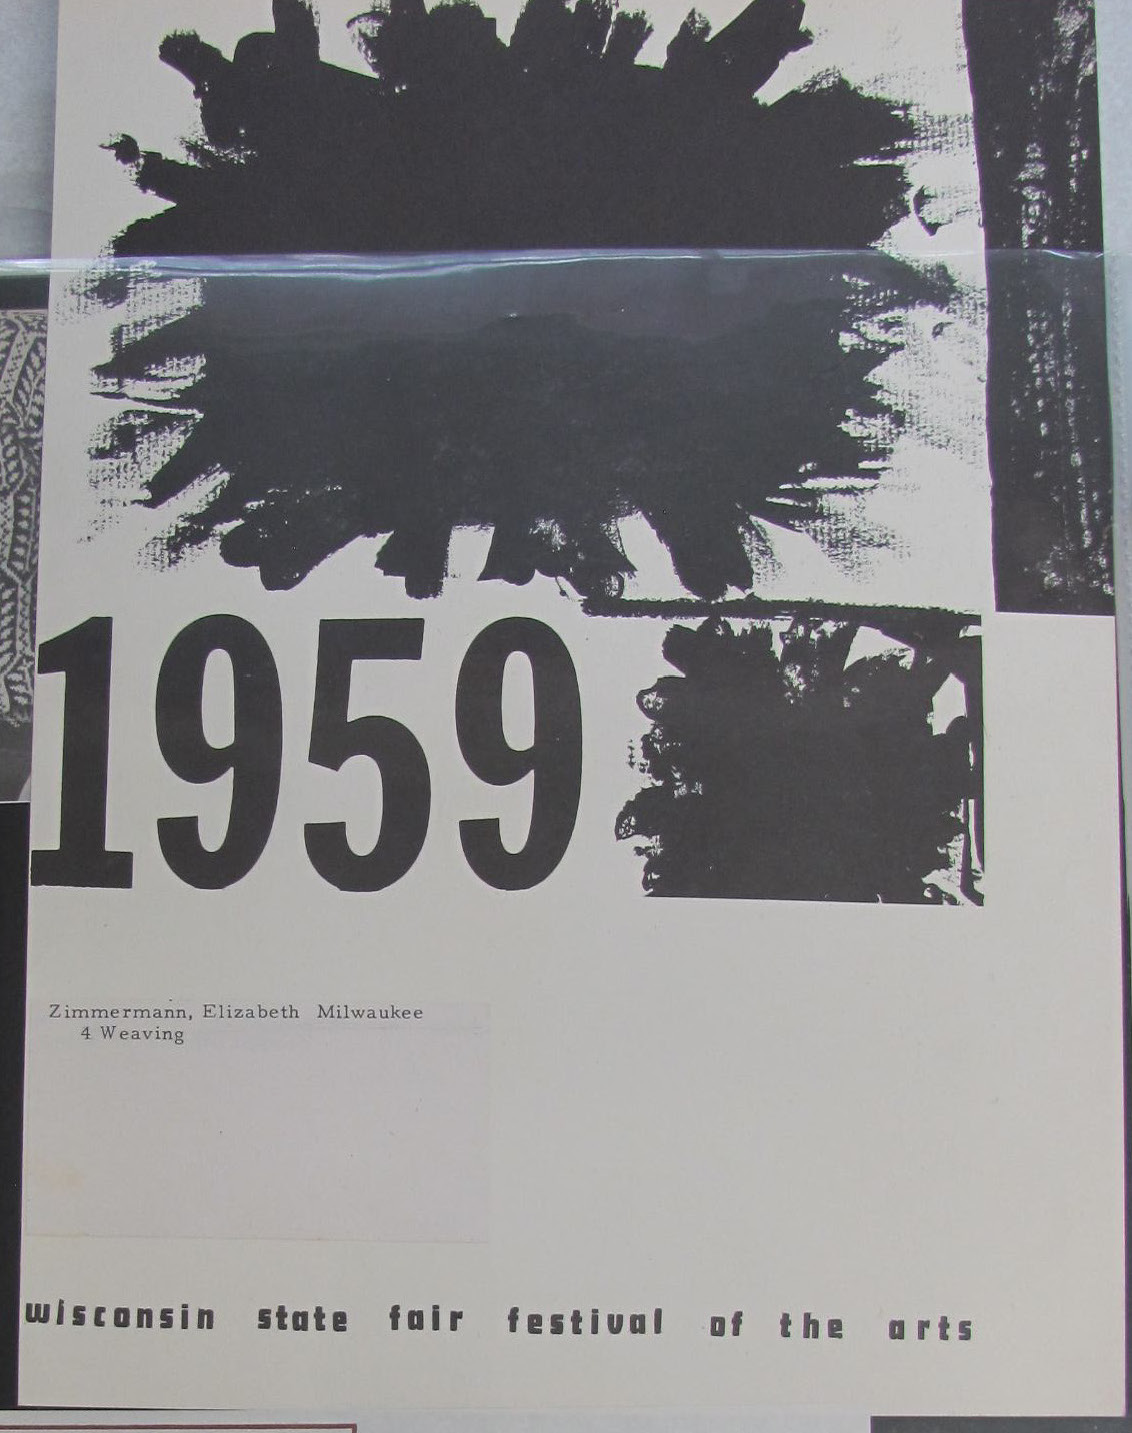 1959
Zimmermann, Elizabeth Milwaukee
4 Weaving
wisconsin state fair festival of the arts